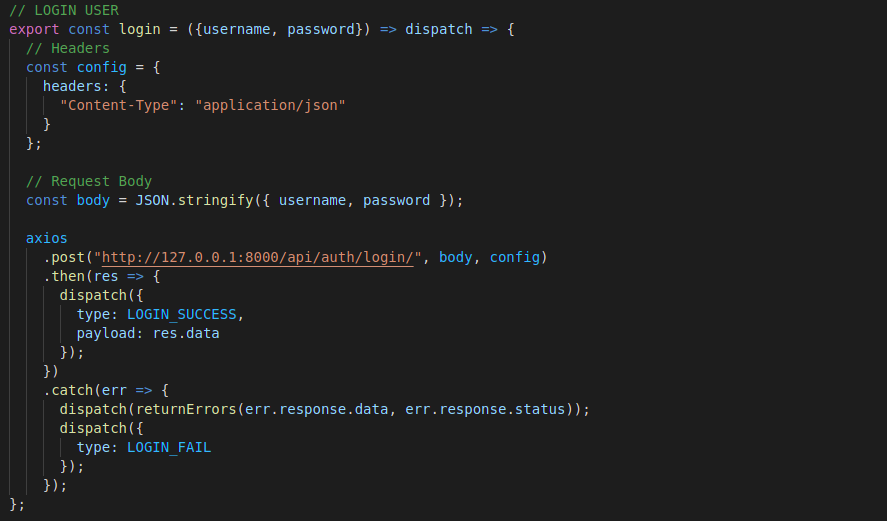 // LOGIN USER
export const login = ({username, password}) => dispatch => {
  // Headers
  const config = {
    headers: {
      "Content-Type": "application/json"
    }
  };

  // Request Body
  const body = JSON.stringify({ username, password });

  axios
    .post("http://127.0.0.1:8000/api/auth/login/", body, config)
    .then(res => {
      dispatch({
        type: LOGIN_SUCCESS,
        payload: res.data
      });
    })
    .catch(err => {
      dispatch(returnErrors(err.response.data, err.response.status));
      dispatch({
        type: LOGIN_FAIL
      });
    });
};